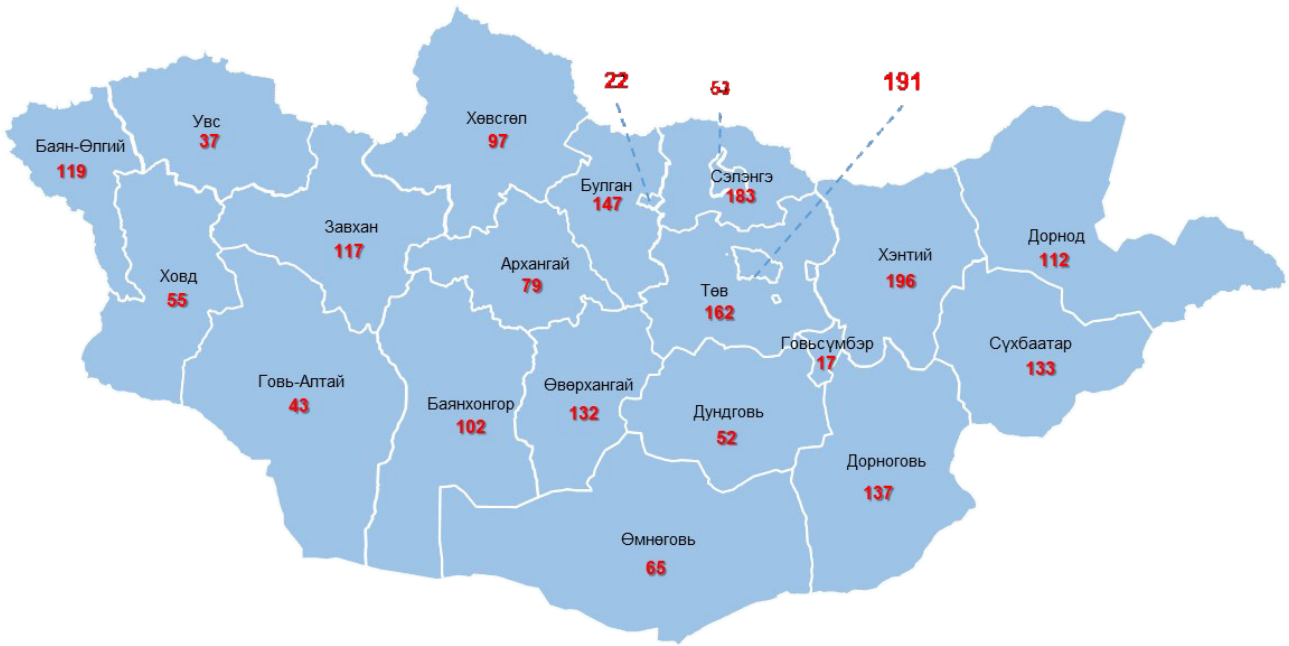 22
191
Увс
37
Хөвсгөл
97
Баян-Өлгий
119
Сэлэнгэ
183
Булган
147
Завхан
117
Дорнод
112
Хэнтий
196
Архангай
79
Ховд
55
Төв
162
Говьсүмбэр
17
Сүхбаатар
133
Говь-Алтай
43
Баянхонгор
102
Өвөрхангай
132
Дундговь
52
Дорноговь
137
Өмнөговь
65